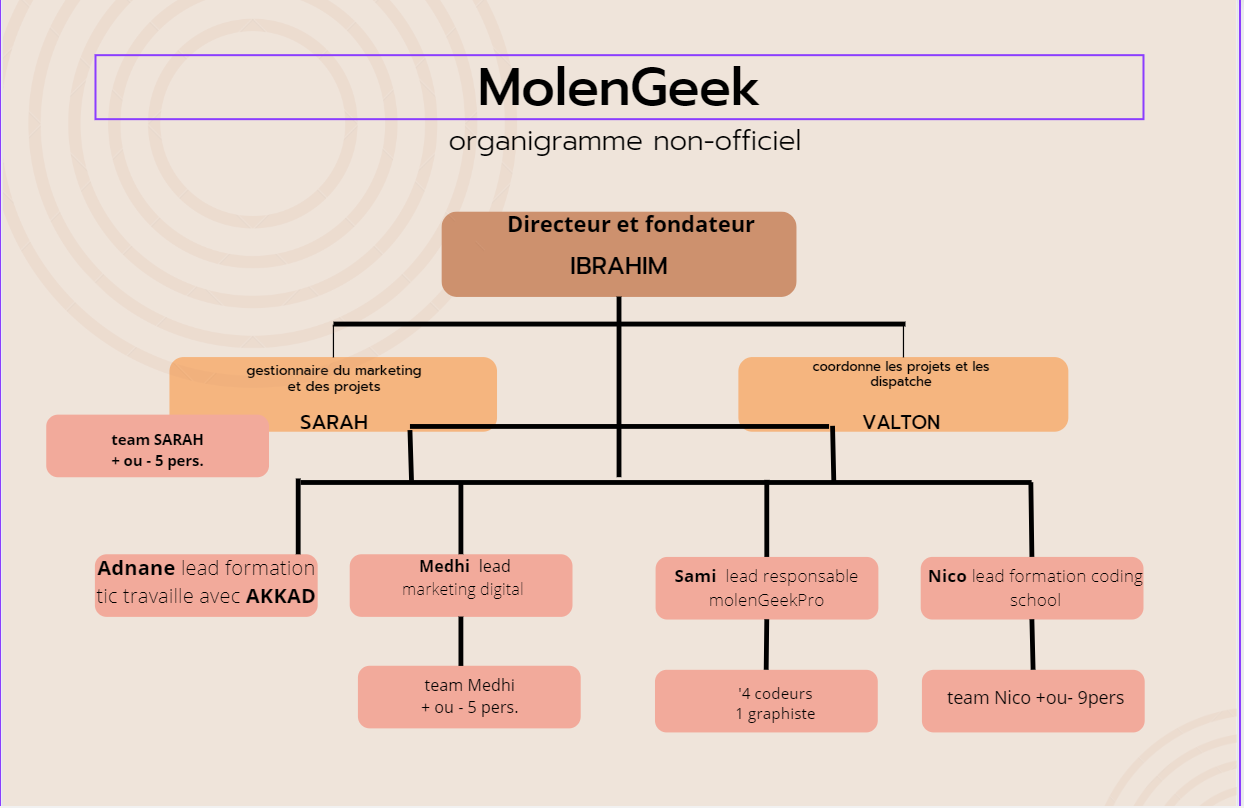 MolenGeek
organigramme non-officiel
Directeur et fondateur
IBRAHIM
gestionnaire du marketing
et des projets
SARAH
coordonne les projets et les
dispatche
VALTON
team SARAH
+ ou - 5 pers.
Adnane lead formation
tic travaille avec AKKAD
Medhi lead
marketing digital
Sami lead responsable
molenGeekPro
Nico lead formation coding
school
team Medhi
+ ou - 5 pers.
'4 codeurs
1 graphiste
team Nico +ou- 9pers